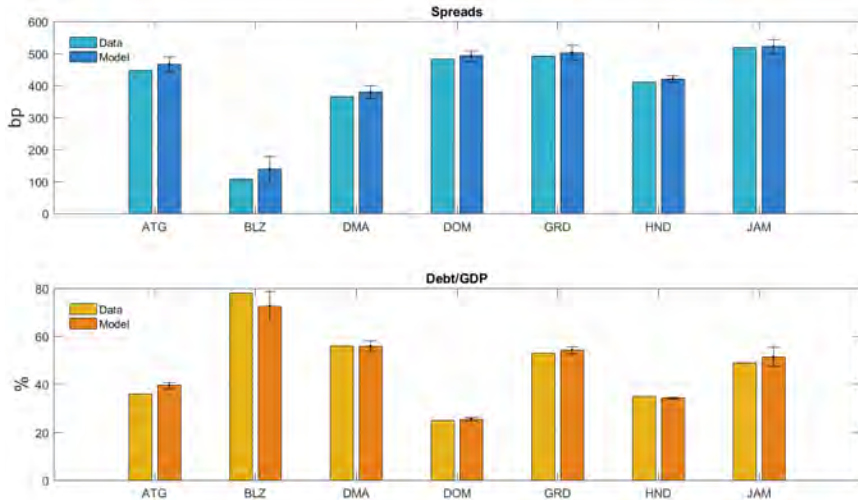 Spreads
600
500
400
300
200
100
0
bp
Data
Model
ATG BLZ DMA DOM GRD HND JAM
Debt/GDP
80
60
40
20
0
%
Data
Model
ATG BLZ DMA DOM GRD HND JAM